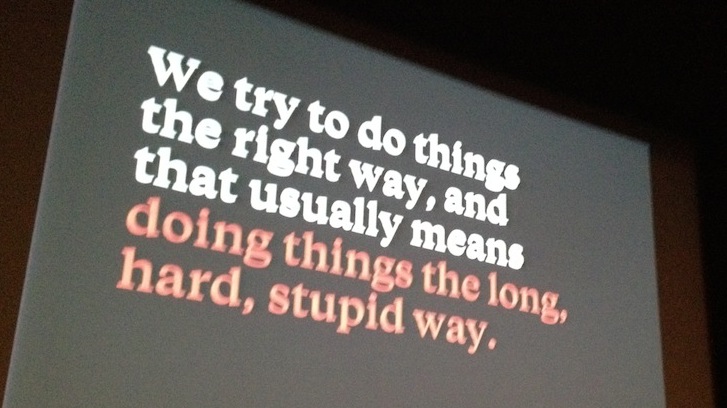 We try to do things
the right way, and
that usually means
doing things the long,
hard, stupid way.